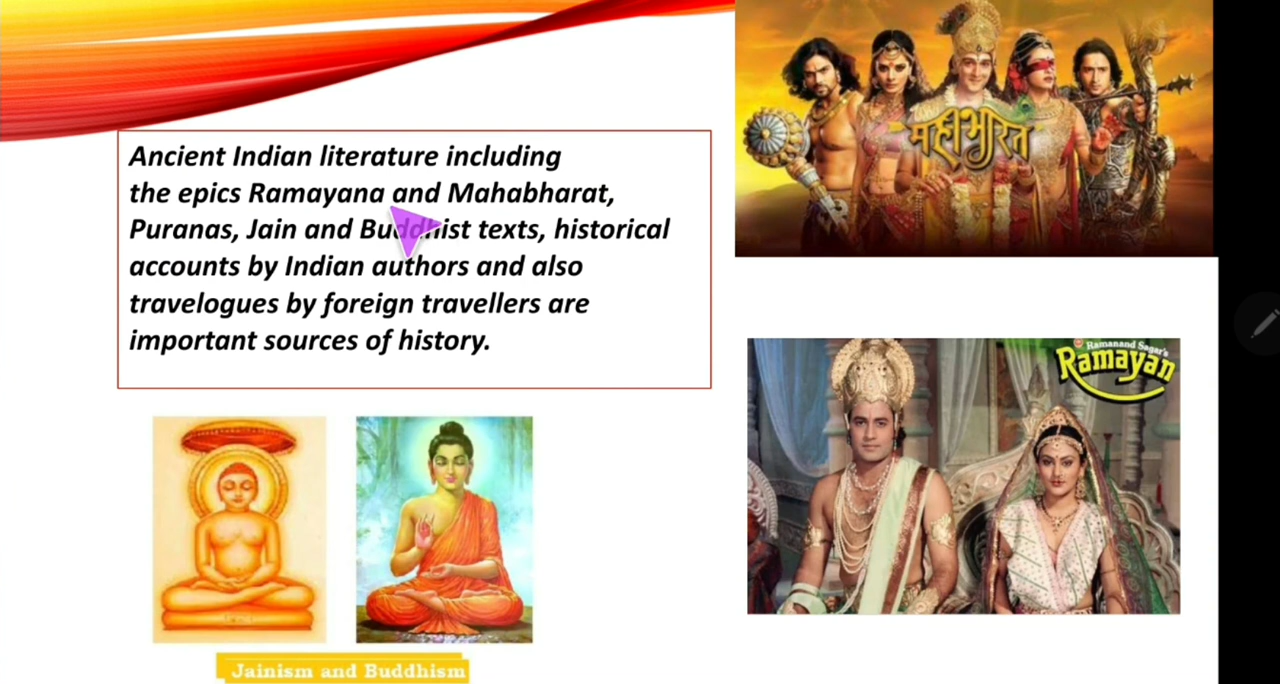 Ancient Indian literature including
the epics Ramayana and Mahabharat,
Puranas, Jain and Buddhist texts, historical
accounts by Indian authors and also
travelogues by foreign travellers are
important sources of history.
महाभारत
Ramanand Sagar's
Ramayan
Jainism and Buddhism